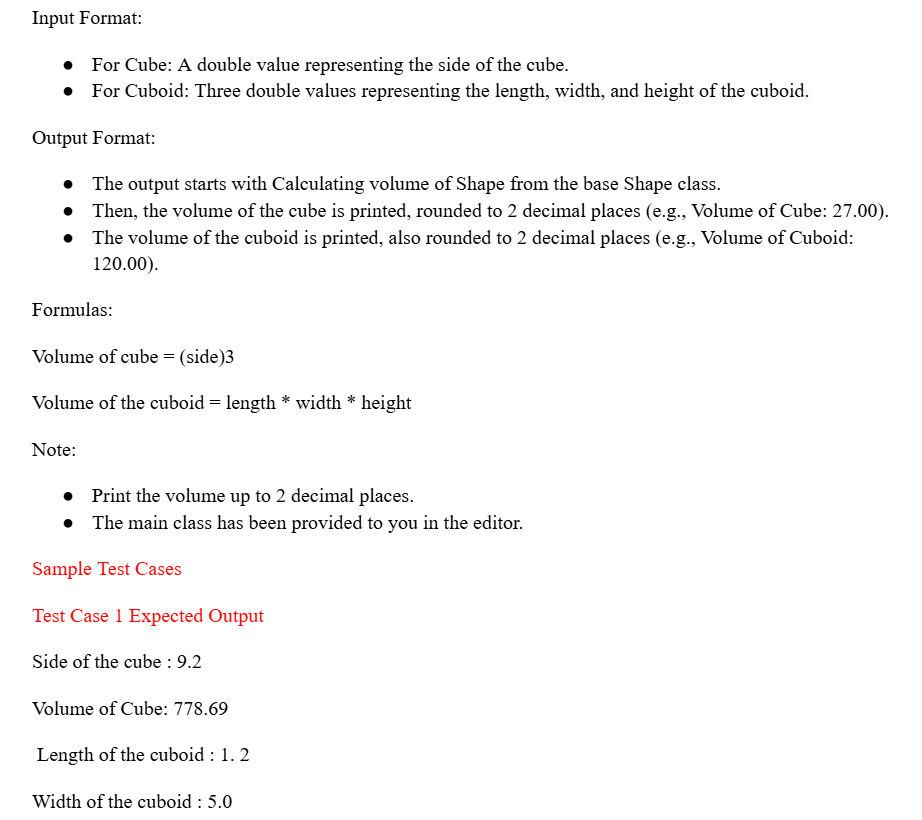 Input Format:
● For Cube: A double value representing the side of the cube.
● For Cuboid: Three double values representing the length, width, and height of the cuboid.
Output Format:
● The output starts with Calculating volume of Shape from the base Shape class.
● Then, the volume of the cube is printed, rounded to 2 decimal places (e.g., Volume of Cube: 27.00).
● The volume of the cuboid is printed, also rounded to 2 decimal places (e.g., Volume of Cuboid:
120.00).
Formulas:
Volume of cube = (side)3
Volume of the cuboid = length * width * height
Note:
● Print the volume up to 2 decimal places.
● The main class has been provided to you in the editor.
Sample Test Cases
Test Case 1 Expected Output
Side of the cube : 9.2
Volume of Cube: 778.69
Length of the cuboid : 1. 2
Width of the cuboid : 5.0